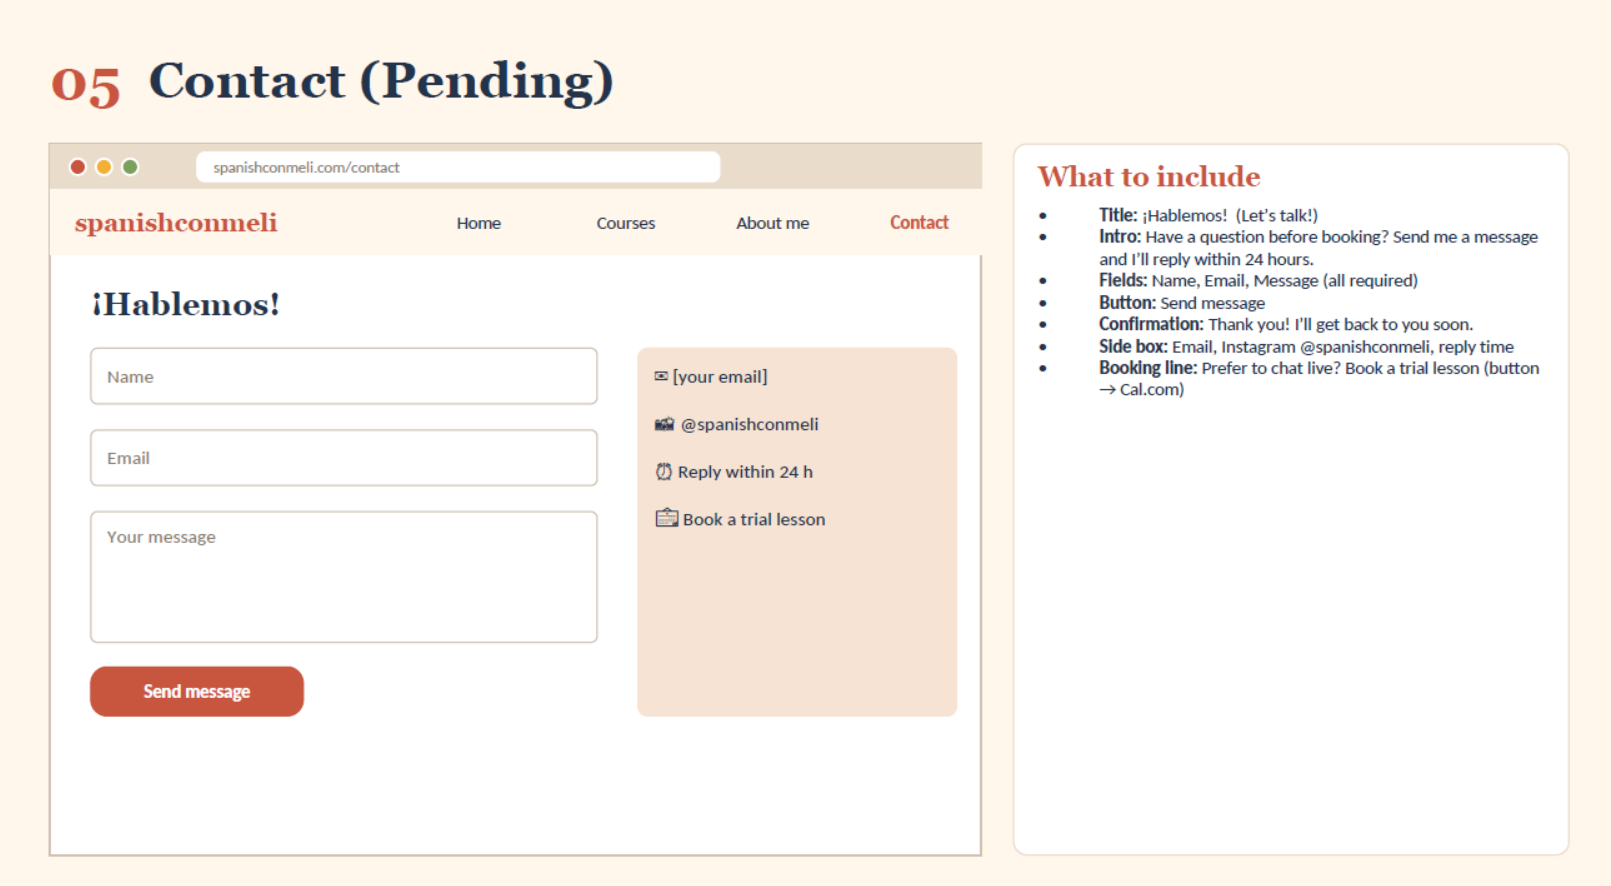 05 Contact (Pending)
spanishconmeli.com/contact
spanishconmeli Home Courses About me Contact
¡Hablemos!
Name
Email
Your message
Send message
✉ [your email]
📸 @spanishconmeli
⏰ Reply within 24 h
Book a trial lesson
What to include
• Title: ¡Hablemos! (Let’s talk!)
• Intro: Have a question before booking? Send me a message
and I’ll reply within 24 hours.
• Fields: Name, Email, Message (all required)
• Button: Send message
• Confirmation: Thank you! I’ll get back to you soon.
• Side box: Email, Instagram @spanishconmeli, reply time
• Booking line: Prefer to chat live? Book a trial lesson (button
→ Cal.com)